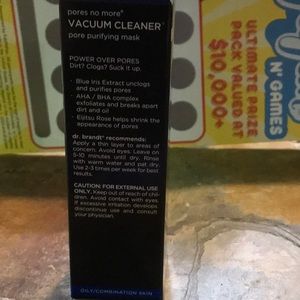 pores no more®
VACUUM CLEANER
pore purifying mask
POWER OVER PORES
Dirt? Clogs? Suck it up.
· Blue Iris Extract unclogs
and purifies pores
· AHA / BHA complex
exfoliates and breaks apart
dirt and oil
· Eijitsu Rose helps shrink the
appearance of pores
dr. brandt® recommends:
Apply a thin layer to areas of
concern. Avoid eyes. Leave on
5-10 minutes until dry. Rinse
with warm water and pat dry.
Use 2-3 times per week for best
results.
CAUTION: FOR EXTERNAL USE
ONLY. Keep out of reach of chil-
dren. Avoid contact with eyes.
If excessive irritation develops
discontinue use and consult
your physician.
OILY/COMBINATION SKIN
N' GAMES
ULTIMATE PRIZE
PACK VALUED AT
$10,000+